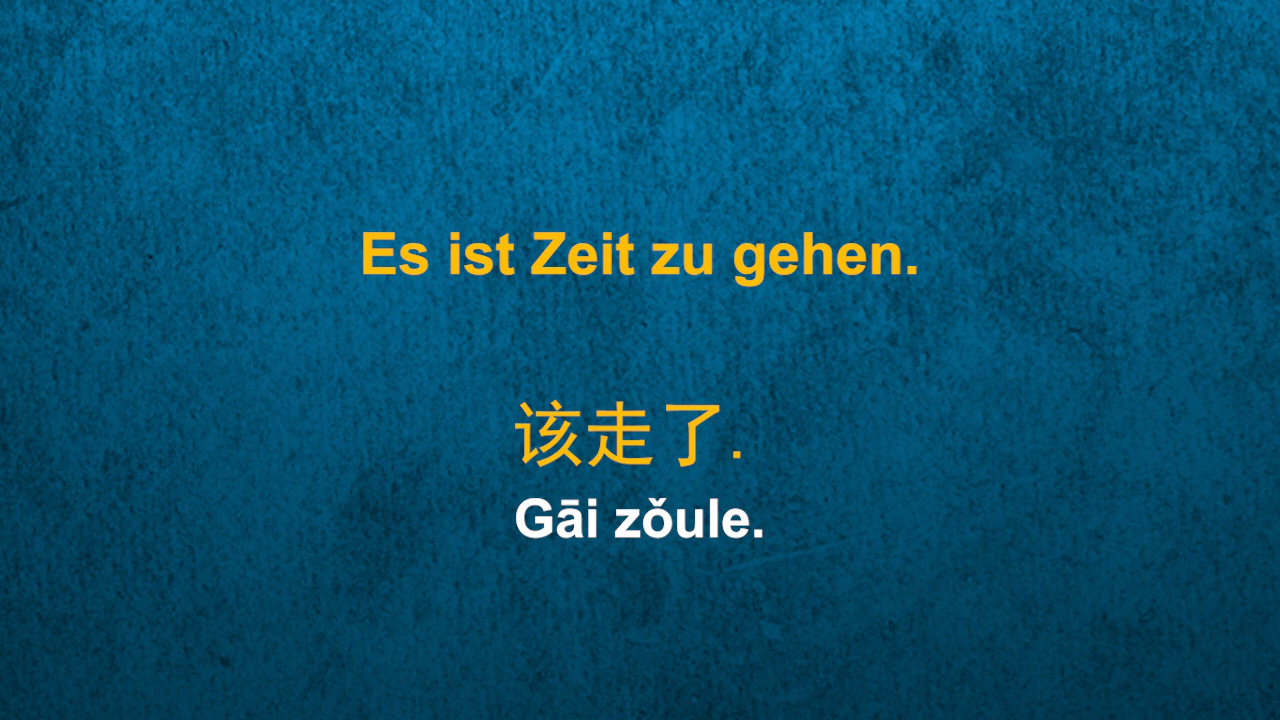 Es ist Zeit zu gehen.
该走了.
Gāi zǒule.